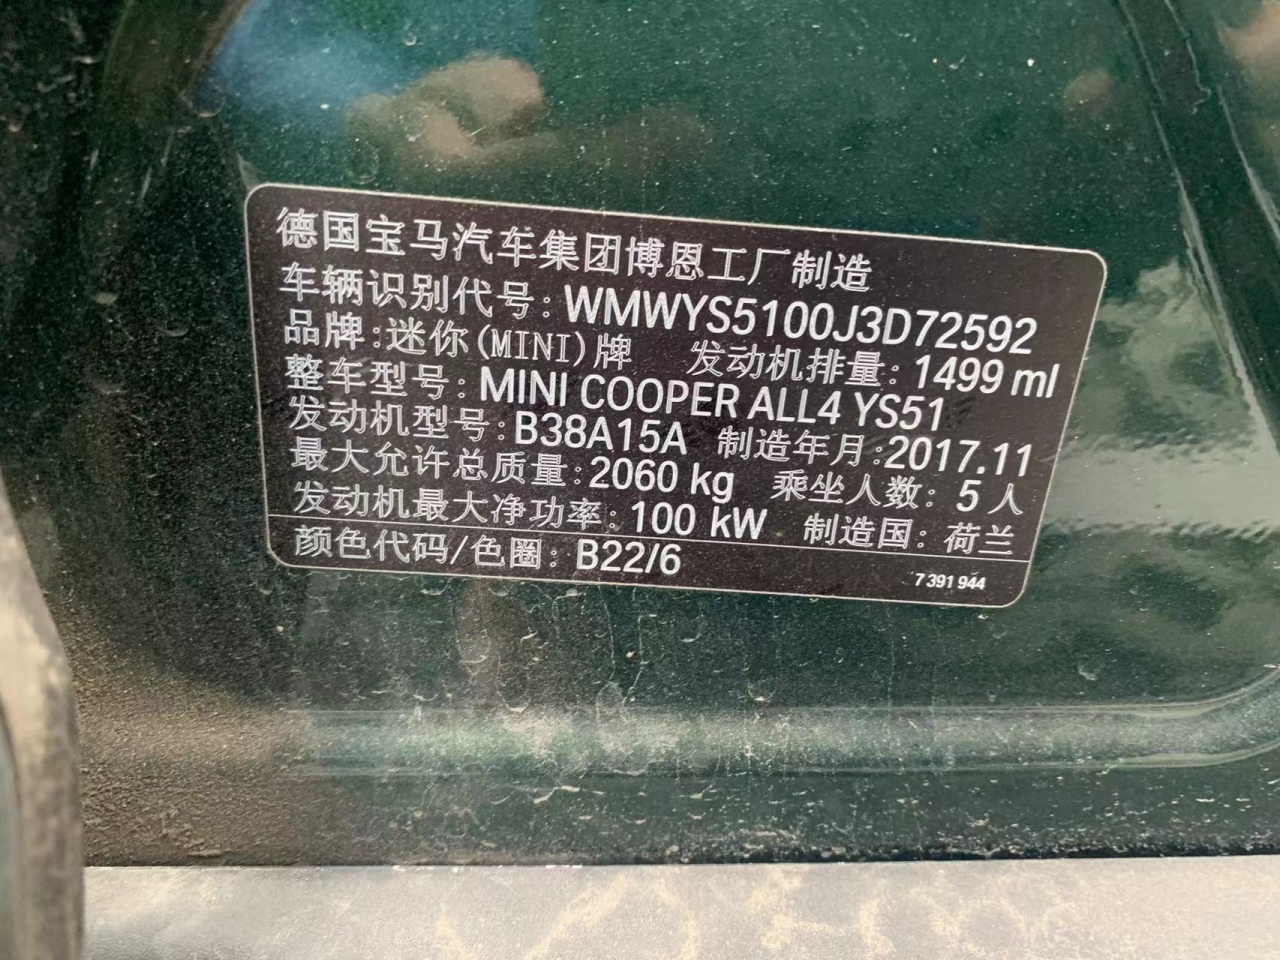 德国宝马汽车集团博恩工厂制造
车辆识别代号: WMWYS5100J3D72592
品牌:迷你(MINI)牌 发动机排量: 1499 ml
整车型号: MINI COOPER ALL4 YS51
发动机型号:B38A15A 制造年月:2017.11
最大允许总质量:2060 kg 乘坐人数: 5 人
发动机最大净功率: 100 kW 制造国: 荷兰
颜色代码/色圈: B22/6 7 391 944